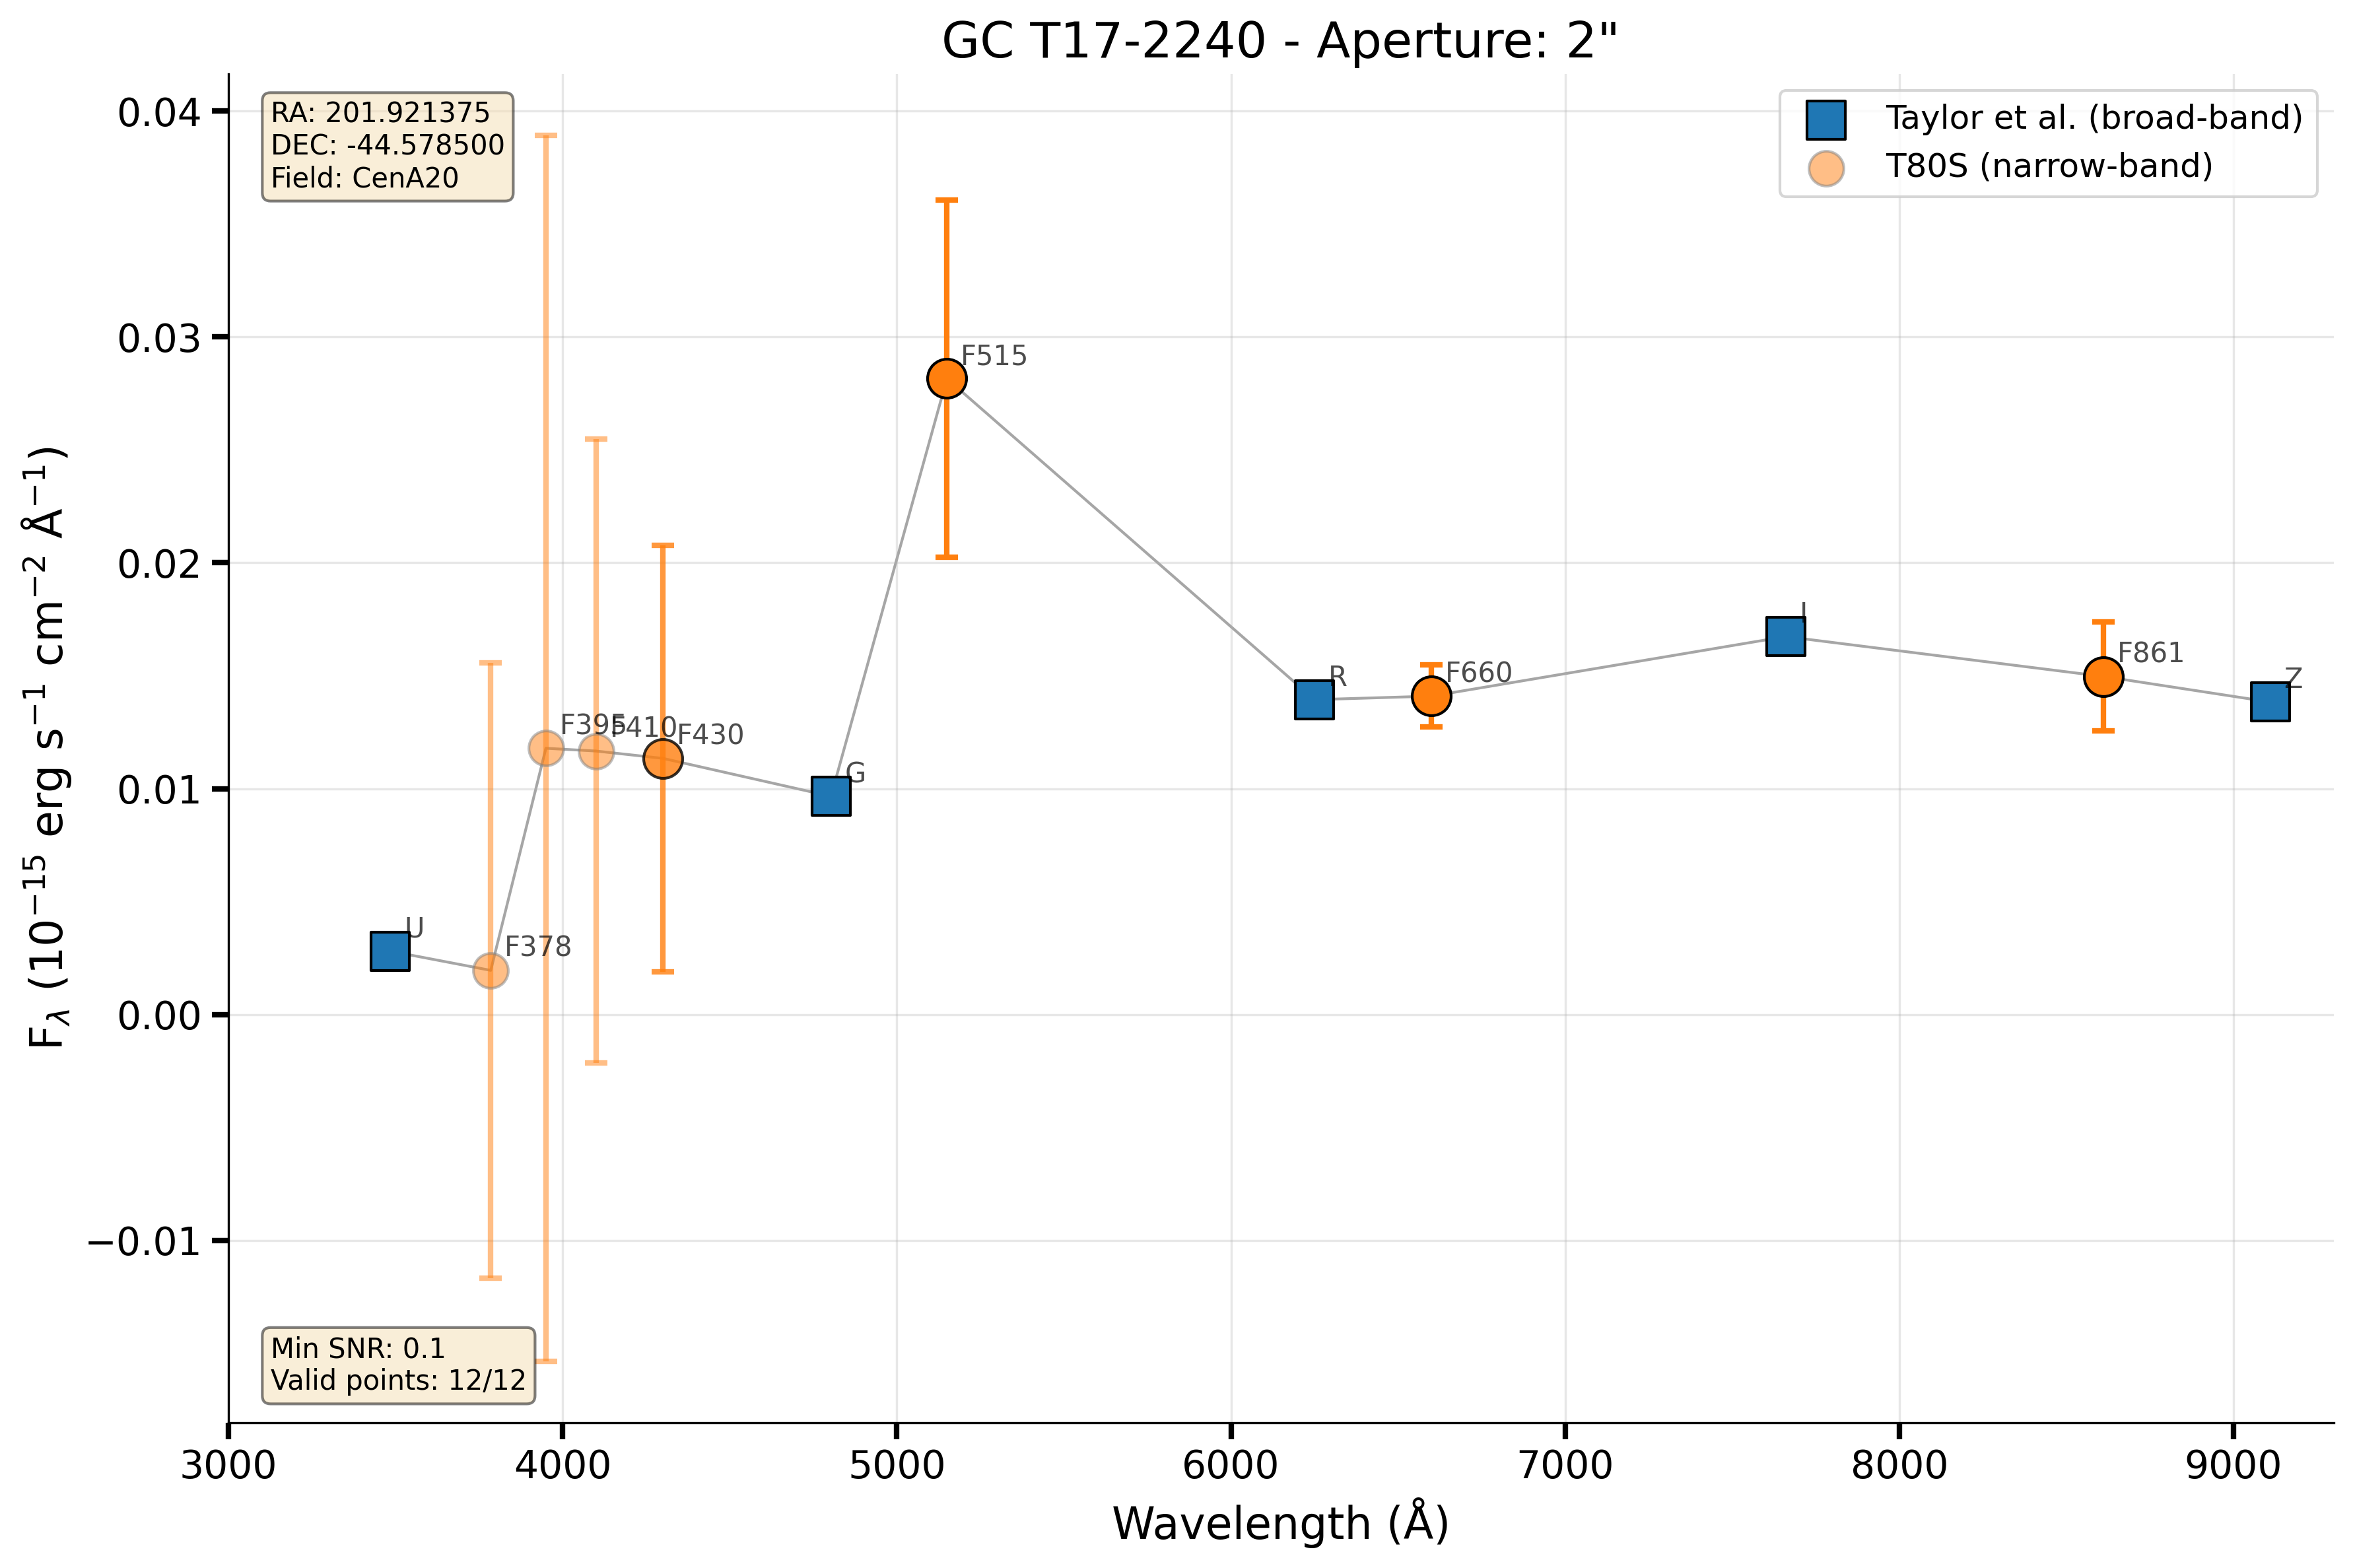 GC T17-2240 - Aperture: 2"
RA: 201.921375
DEC: -44.578500
Field: CenA20
Taylor et al. (broad-band)
T80S (narrow-band)
0.04
0.03
0.02
0.01
0.00
−0.01
F$_{\lambda}$ (10$^{-15}$ erg s$^{-1}$ cm$^{-2}$ Å$^{-1}$)
U
F378
F395
F410
F430
G
F515
R
F660
I
F861
Z
Min SNR: 0.1
Valid points: 12/12
3000 4000 5000 6000 7000 8000 9000
Wavelength (Å)